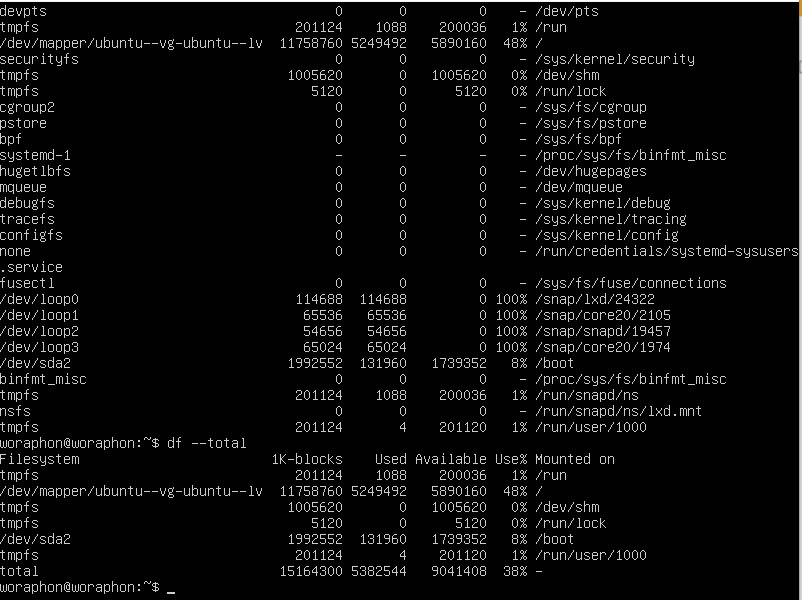 devpts 0 0 0 - /dev/pts
tmpfs 201124 1088 200036 1% /run
/dev/mapper/ubuntu--vg-ubuntu--lv 11758760 5249492 5890160 48% /
securityfs 0 0 0 - /sys/kernel/security
tmpfs 1005620 0 1005620 0% /dev/shm
tmpfs 5120 0 5120 0% /run/lock
cgroup2 0 0 0 - /sys/fs/cgroup
pstore 0 0 0 - /sys/fs/pstore
bpf 0 0 0 - /sys/fs/bpf
systemd-1 - - - - /proc/sys/fs/binfmt_misc
hugetlbfs 0 0 0 - /dev/hugepages
mqueue 0 0 0 - /dev/mqueue
debugfs 0 0 0 - /sys/kernel/debug
tracefs 0 0 0 - /sys/kernel/tracing
configfs 0 0 0 - /sys/kernel/config
none 0 0 0 - /run/credentials/systemd-sysusers
.service
fusectl 0 0 0 - /sys/fs/fuse/connections
/dev/loop0 114688 114688 0 100% /snap/lxd/24322
/dev/loop1 65536 65536 0 100% /snap/core20/2105
/dev/loop2 54656 54656 0 100% /snap/snapd/19457
/dev/loop3 65024 65024 0 100% /snap/core20/1974
/dev/sda2 1992552 131960 1739352 8% /boot
binfmt_misc 0 0 0 - /proc/sys/fs/binfmt_misc
tmpfs 201124 1088 200036 1% /run/snapd/ns
nsfs 0 0 0 - /run/snapd/ns/lxd.mnt
tmpfs 201124 4 201120 1% /run/user/1000
woraphon@woraphon:~$ df --total
Filesystem 1K-blocks Used Available Use% Mounted on
tmpfs 201124 1088 200036 1% /run
/dev/mapper/ubuntu--vg-ubuntu--lv 11758760 5249492 5890160 48% /
tmpfs 1005620 0 1005620 0% /dev/shm
tmpfs 5120 0 5120 0% /run/lock
/dev/sda2 1992552 131960 1739352 8% /boot
tmpfs 201124 4 201120 1% /run/user/1000
total 15164300 5382544 9041408 38% -
woraphon@woraphon:~$ _